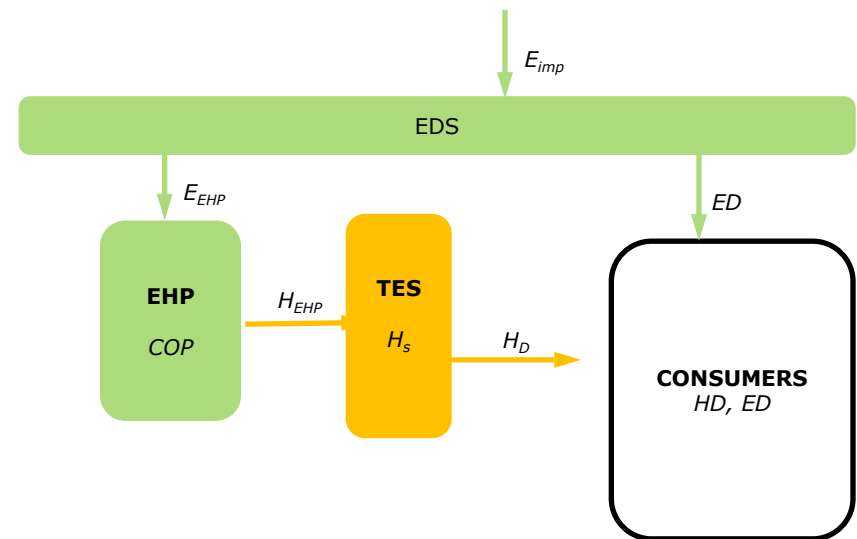 E_imp
EDS
E_EHP
ED
EHP
COP
H_EHP
TES
H_s
H_D
CONSUMERS
HD, ED